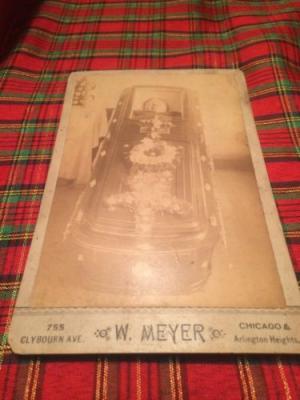 755
CLYBOURN AVE.
W. MEYER
CHICAGO &
Arlington Heights.